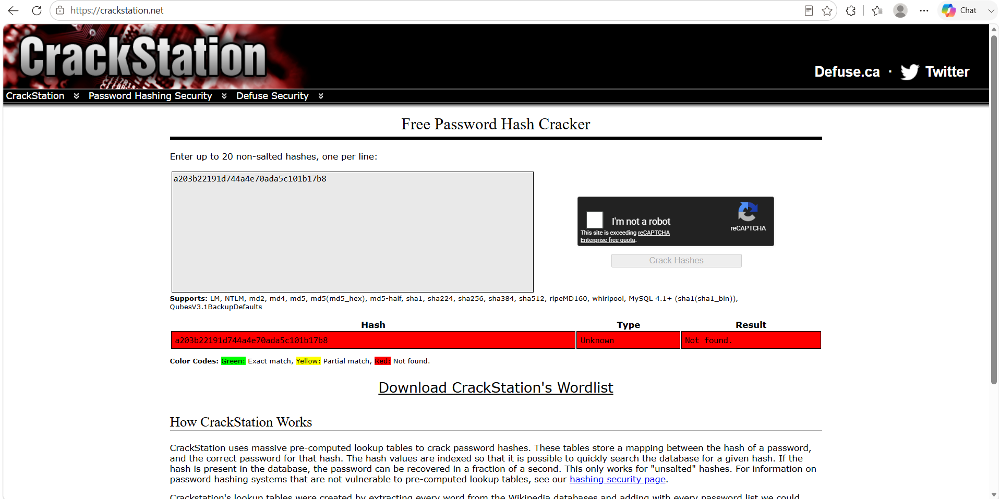 https://crackstation.net
Chat
CrackStation
Defuse.ca · Twitter
CrackStation Password Hashing Security Defuse Security
Free Password Hash Cracker
Enter up to 20 non-salted hashes, one per line:
a203b22191d744a4e70ada5c101b17b8
I'm not a robot
reCAPTCHA
This site is exceeding reCAPTCHA
Enterprise free quota.
Crack Hashes
Supports: LM, NTLM, md2, md4, md5, md5(md5_hex), md5-half, sha1, sha224, sha256, sha384, sha512, ripeMD160, whirlpool, MySQL 4.1+ (sha1(sha1_bin)),
QubesV3.1BackupDefaults
Hash Type Result
a203b22191d744a4e70ada5c101b17b8 Unknown Not found.
Color Codes: Green: Exact match, Yellow: Partial match, Red: Not found.
Download CrackStation's Wordlist
How CrackStation Works
CrackStation uses massive pre-computed lookup tables to crack password hashes. These tables store a mapping between the hash of a password,
and the correct password for that hash. The hash values are indexed so that it is possible to quickly search the database for a given hash. If the
hash is present in the database, the password can be recovered in a fraction of a second. This only works for "unsalted" hashes. For information on
password hashing systems that are not vulnerable to pre-computed lookup tables, see our hashing security page.
Crackstation's lookup tables were created by extracting every word from the Wikipedia databases and adding with every password list we could